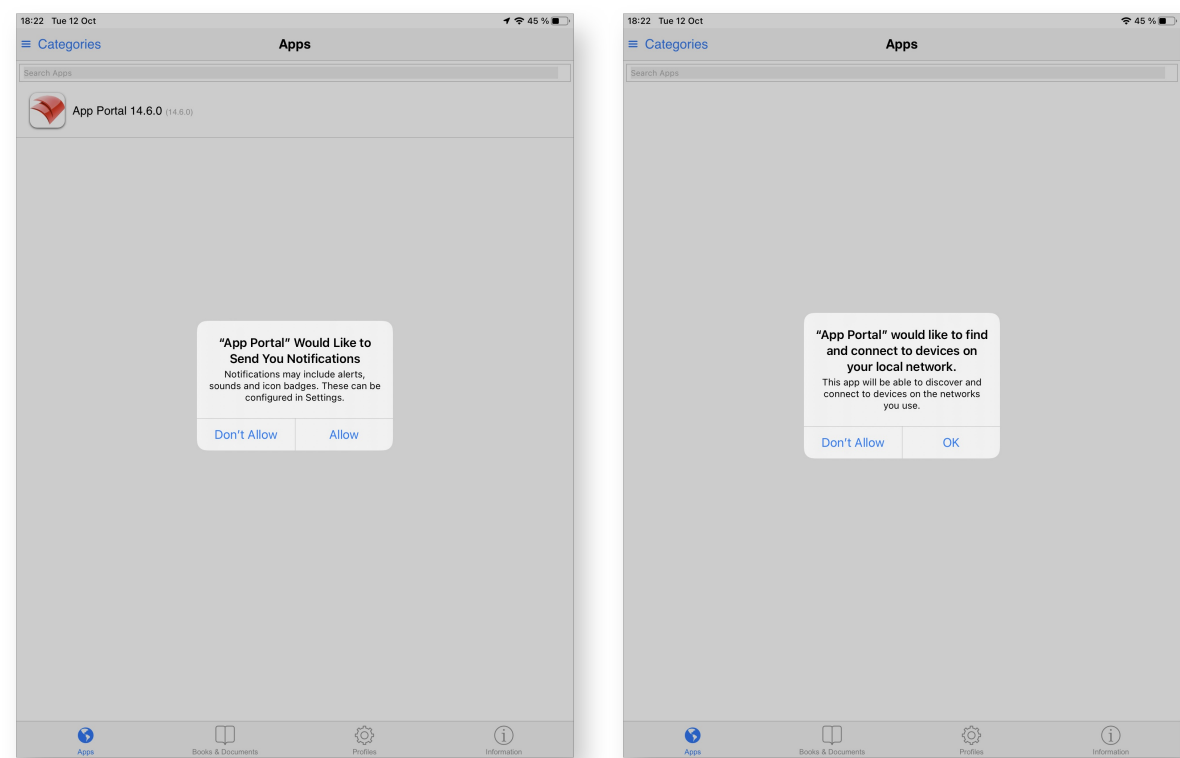 18:22 Tue 12 Oct 45 %
Categories Apps
Search Apps
App Portal 14.6.0 (14.6.0)
“App Portal” Would Like to
Send You Notifications
Notifications may include alerts,
sounds and icon badges. These can be
configured in Settings.
Don't Allow Allow
Apps Books & Documents Profiles Information
18:22 Tue 12 Oct 45 %
Categories Apps
Search Apps
“App Portal” would like to find
and connect to devices on
your local network.
This app will be able to discover and
connect to devices on the networks
you use.
Don't Allow OK
Apps Books & Documents Profiles Information